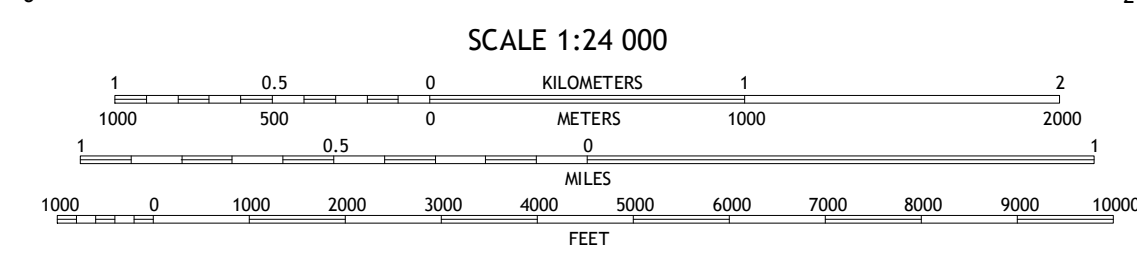 SCALE 1:24 000
1 0.5 0 KILOMETERS 1 2
1000 500 0 METERS 1000 2000
1 0.5 0 1
MILES
1000 0 1000 2000 3000 4000 5000 6000 7000 8000 9000 10000
FEET